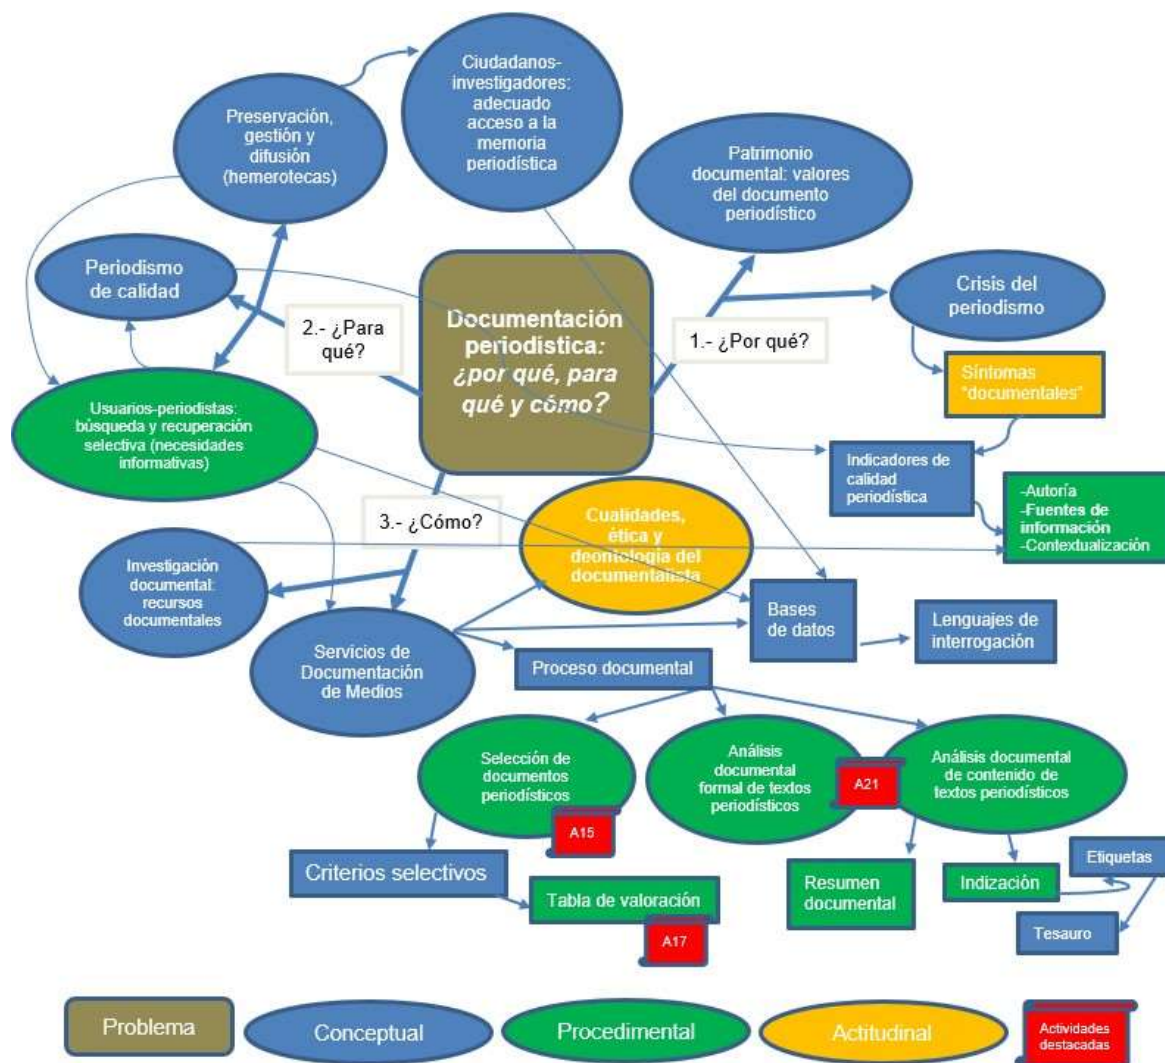 Ciudadanos-
investigadores:
adecuado
acceso a la
memoria
periodística
Preservación,
gestión y
difusión
(hemerotecas)
Patrimonio
documental: valores
del documento
periodístico
Periodismo
de calidad
Crisis del
periodismo
Documentación
periodística:
¿por qué, para
qué y cómo?
2.- ¿Para
qué?
1.- ¿Por qué?
Síntomas
"documentales"
Usuarios-periodistas:
búsqueda y recuperación
selectiva (necesidades
informativas)
Indicadores de
calidad
periodística
-Autoría
-Fuentes de
información
-Contextualización
3.- ¿Cómo?
Cualidades,
ética y
deontología del
documentalista
Investigación
documental:
recursos
documentales
Bases
de datos
Lenguajes de
interrogación
Servicios de
Documentación
de Medios
Proceso documental
Selección de
documentos
periodísticos
A15
Análisis
documental
formal de textos
periodísticos
A21
Análisis documental
de contenido de
textos periodísticos
Criterios selectivos
Tabla de valoración
A17
Resumen
documental
Indización
Etiquetas
Tesauro
Problema
Conceptual
Procedimental
Actitudinal
Actividades
destacadas